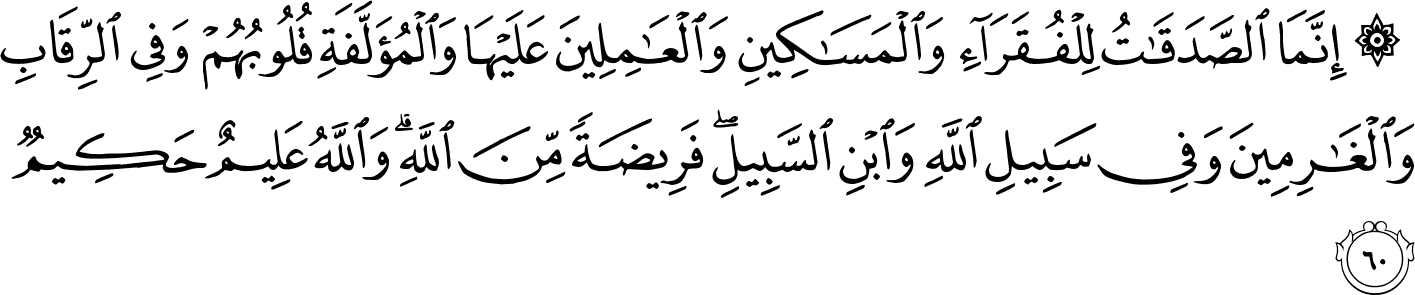 ۞ إِنَّمَا ٱلصَّدَقَـٰتُ لِلْفُقَرَآءِ وَٱلْمَسَـٰكِينِ وَٱلْعَـٰمِلِينَ عَلَيْهَا وَٱلْمُؤَلَّفَةِ قُلُوبُهُمْ وَفِى ٱلرِّقَابِ
وَٱلْغَـٰرِمِينَ وَفِى سَبِيلِ ٱللَّهِ وَٱبْنِ ٱلسَّبِيلِ ۖ فَرِيضَةًۭ مِّنَ ٱللَّهِ ۗ وَٱللَّهُ عَلِيمٌ حَكِيمٌۭ
٦٠